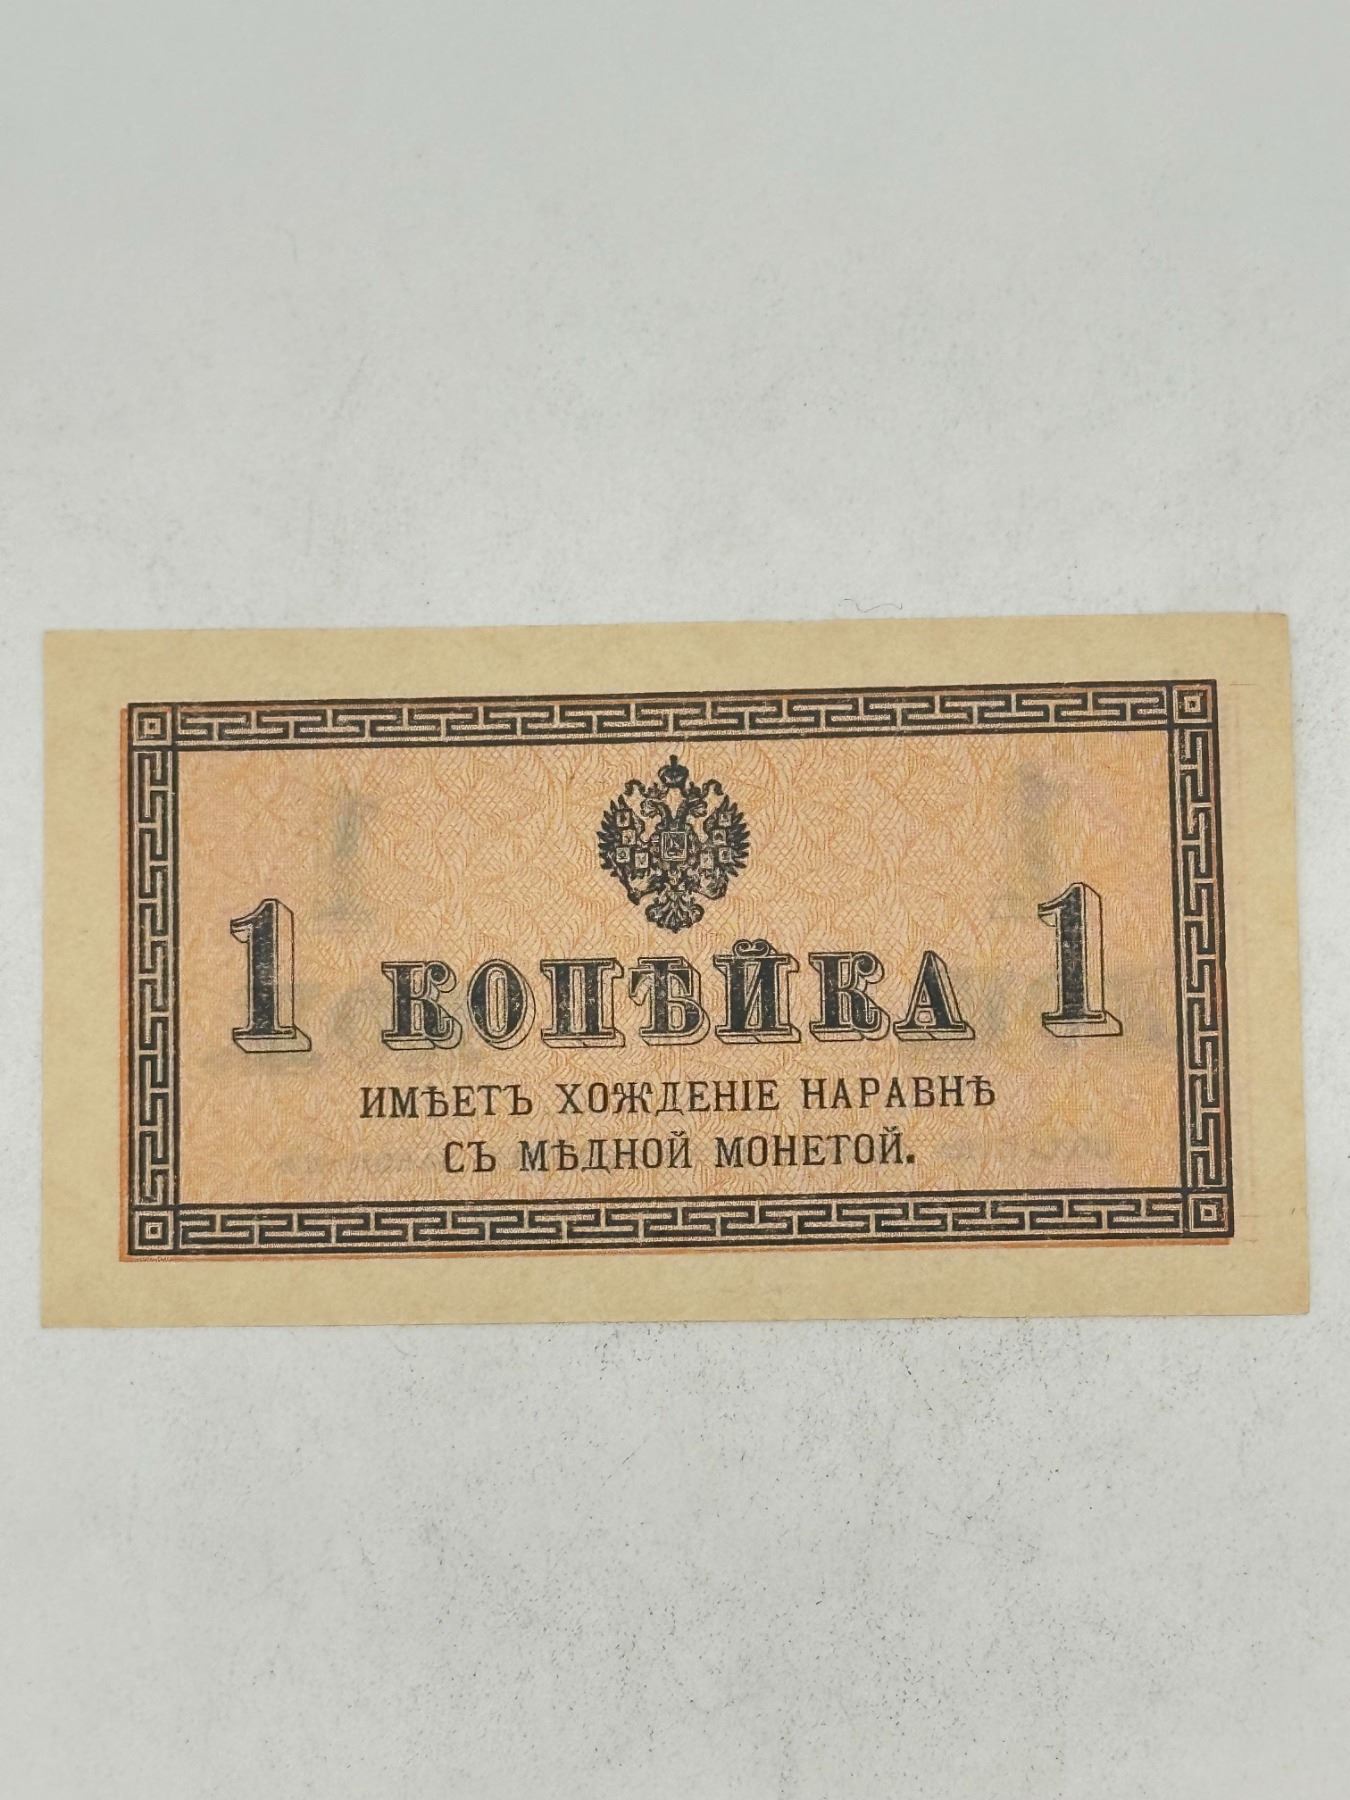 1 КОПѢЙКА 1
ИМѢЕТЪ ХОЖДЕНІЕ НАРАВНѢ
СЪ МѢДНОЙ МОНЕТОЙ.